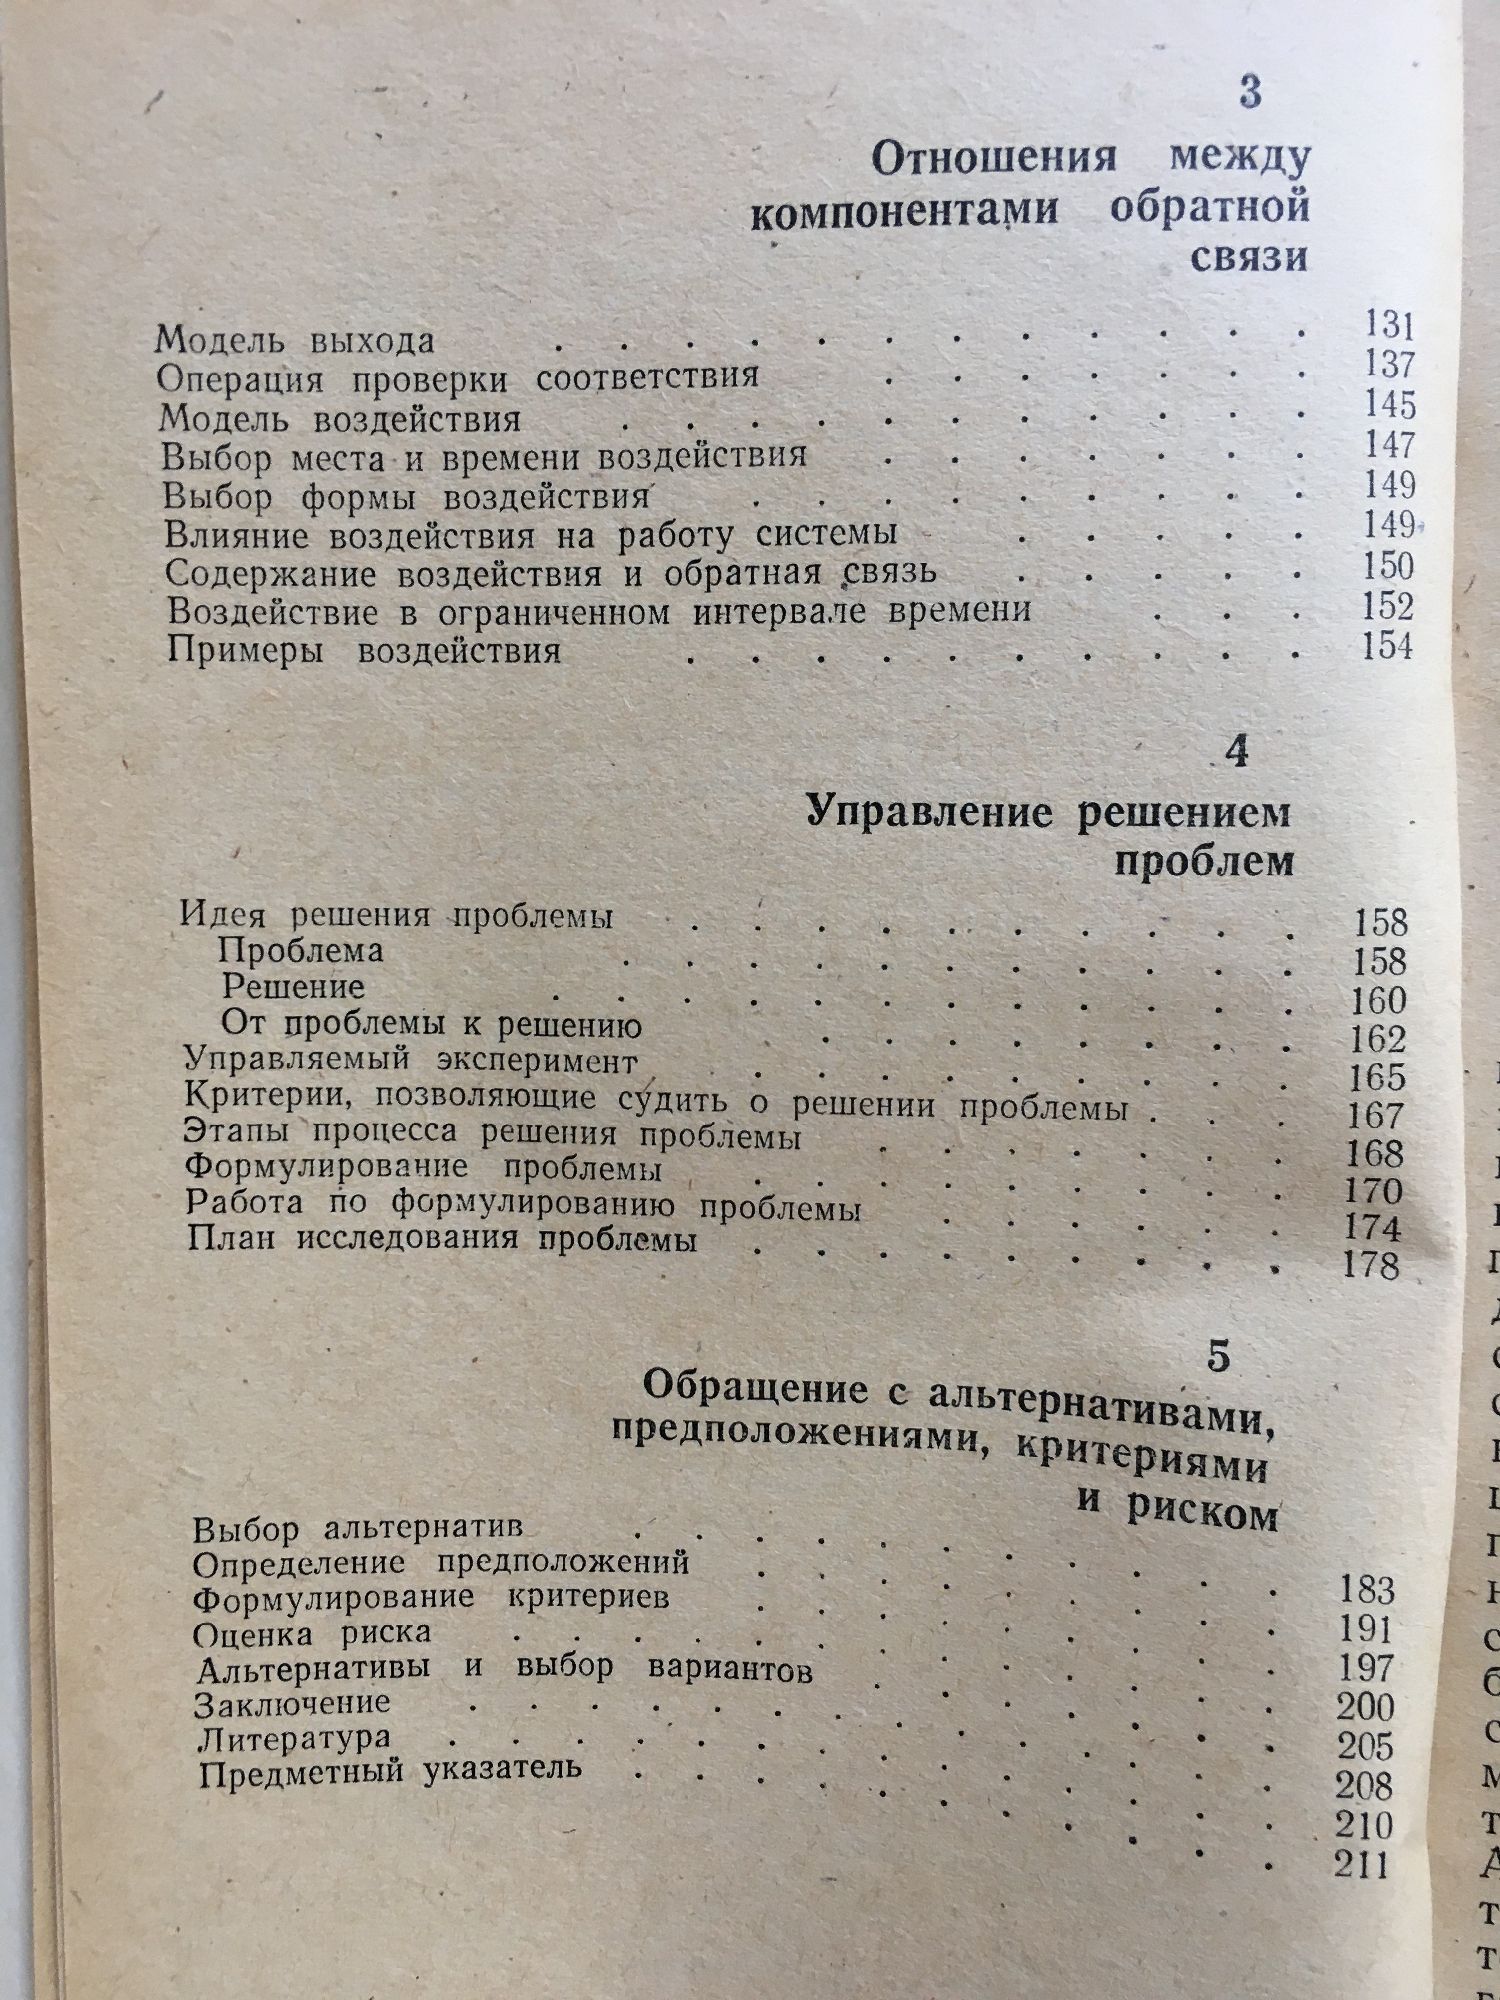 3
Отношения между
компонентами обратной
связи
Модель выхода . . . . . . . . . . . . 131
Операция проверки соответствия . . . . . . . 137
Модель воздействия . . . . . . . . . . . 145
Выбор места и времени воздействия . . . . . . . 147
Выбор формы воздействия . . . . . . . . . 149
Влияние воздействия на работу системы . . . . . 149
Содержание воздействия и обратная связь . . . . . 150
Воздействие в ограниченном интервале времени . . . 152
Примеры воздействия . . . . . . . . . . 154
4
Управление решением
проблем
Идея решения проблемы . . . . . . . . . . 158
Проблема . . . . . . . . . . . 158
Решение . . . . . . . . . . . . 160
От проблемы к решению . . . . . . . . 162
Управляемый эксперимент . . . . . . . . . 165
Критерии, позволяющие судить о решении проблемы . . . 167
Этапы процесса решения проблемы . . . . . . . 168
Формулирование проблемы . . . . . . . . . 170
Работа по формулированию проблемы . . . . . . 174
План исследования проблемы . . . . . . . . . 178
5
Обращение с альтернативами,
предположениями, критериями
и риском
Выбор альтернатив . . . . . . . . . . . 183
Определение предположений . . . . . . . . . 191
Формулирование критериев . . . . . . . . . 197
Оценка риска . . . . . . . . . . . . . 200
Альтернативы и выбор вариантов . . . . . . . 205
Заключение . . . . . . . . . . . . . . 208
Литература . . . . . . . . . . . . . . 210
Предметный указатель . . . . . . . . . . . 211